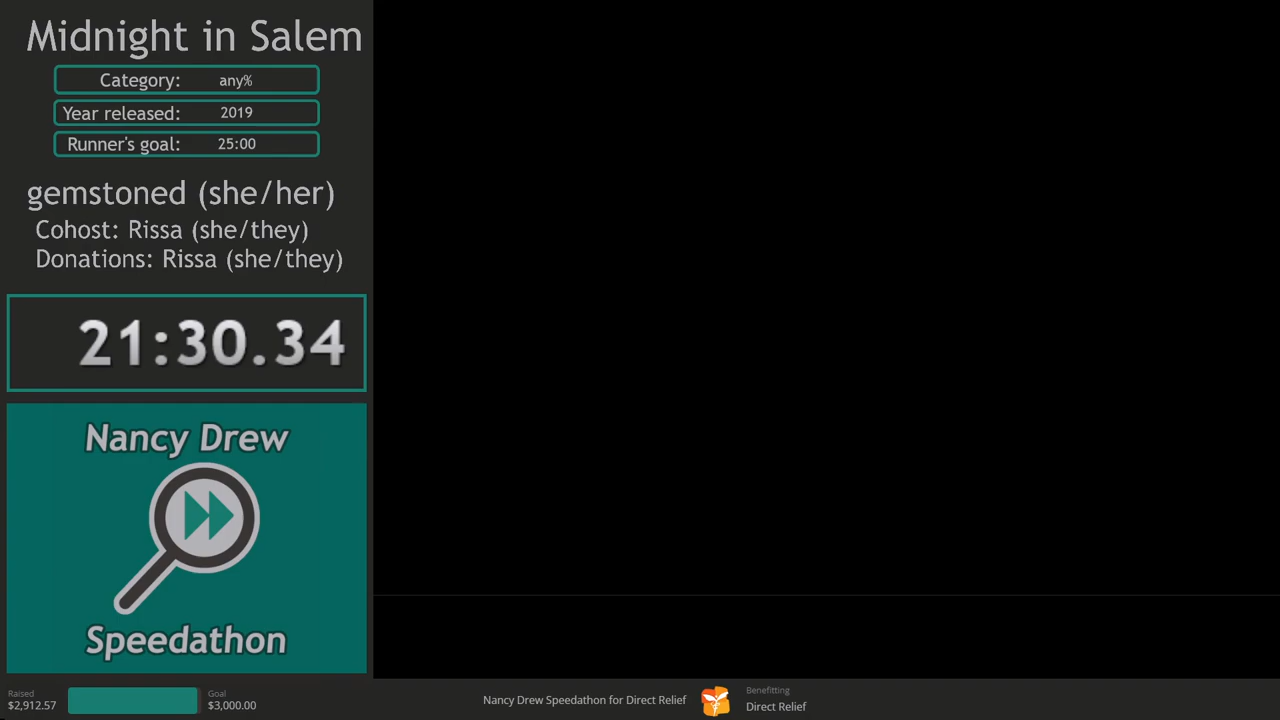 Midnight in Salem
Category: any%
Year released: 2019
Runner's goal: 25:00
gemstoned (she/her)
Cohost: Rissa (she/they)
Donations: Rissa (she/they)
21:30.34
Nancy Drew
Speedathon
Raised
$2,912.57
Goal
$3,000.00
Nancy Drew Speedathon for Direct Relief
Benefitting
Direct Relief